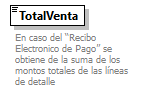 TotalVenta
En caso del “Recibo
Electronico de Pago” se
obtiene de la suma de los
montos totales de las líneas
de detalle